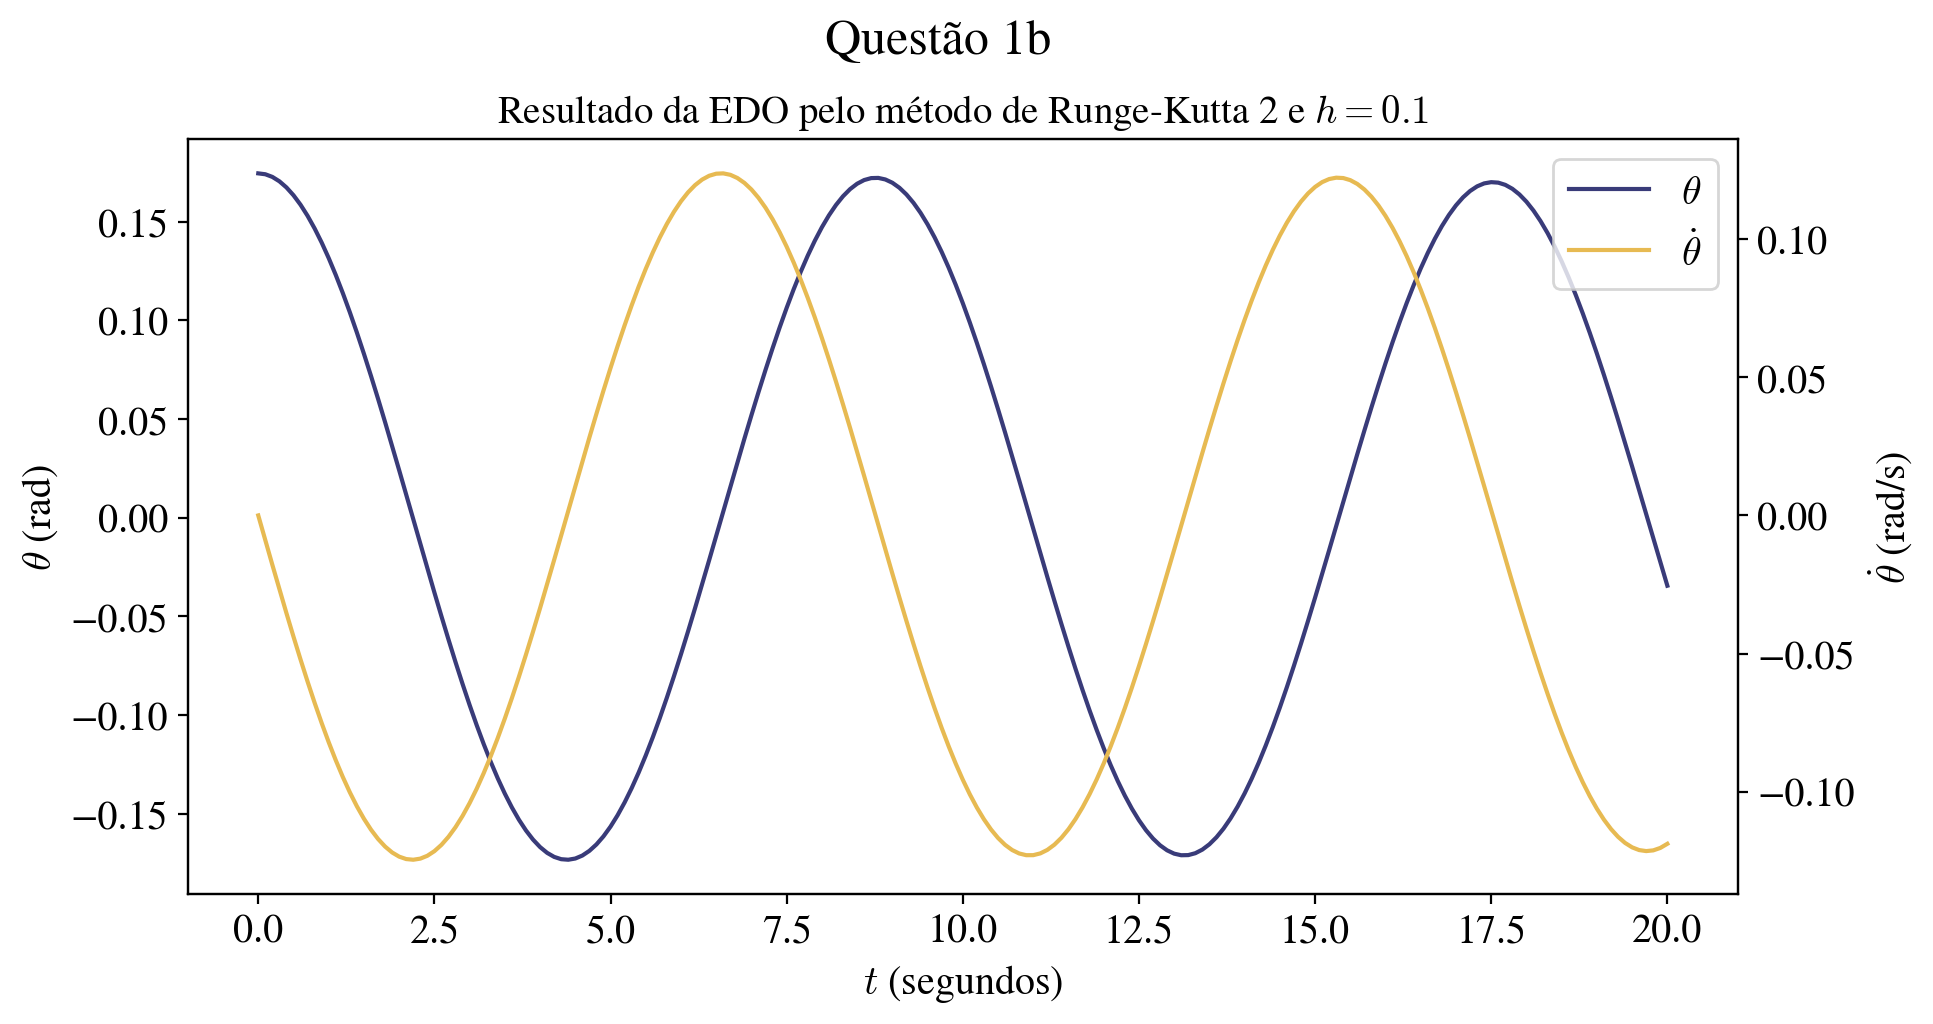 Questão 1b
Resultado da EDO pelo método de Runge-Kutta 2 e h = 0.1
θ
θ̇
0.15
0.10
0.05
0.00
−0.05
−0.10
−0.15
θ (rad)
0.10
0.05
0.00
−0.05
−0.10
θ̇ (rad/s)
0.0 2.5 5.0 7.5 10.0 12.5 15.0 17.5 20.0
t (segundos)